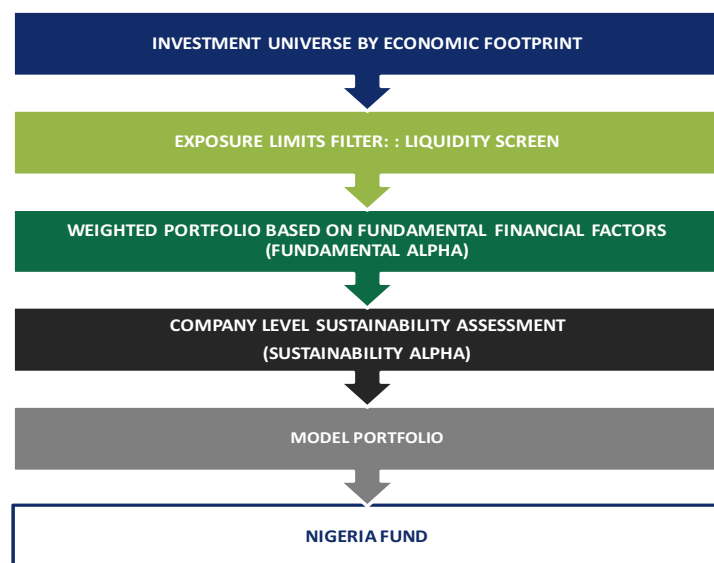 INVESTMENT UNIVERSE BY ECONOMIC FOOTPRINT
EXPOSURE LIMITS FILTER: : LIQUIDITY SCREEN
WEIGHTED PORTFOLIO BASED ON FUNDAMENTAL FINANCIAL FACTORS
(FUNDAMENTAL ALPHA)
COMPANY LEVEL SUSTAINABILITY ASSESSMENT
(SUSTAINABILITY ALPHA)
MODEL PORTFOLIO
NIGERIA FUND